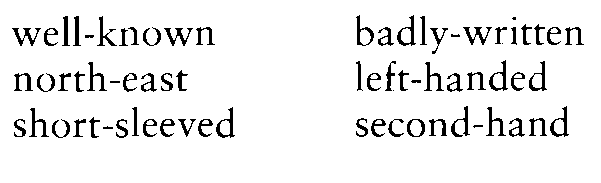 well-known badly-written
north-east left-handed
short-sleeved second-hand